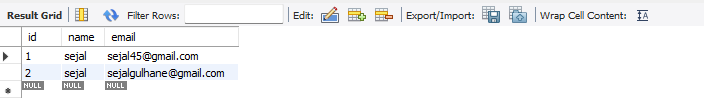 Result Grid Filter Rows: Edit: Export/Import: Wrap Cell Content: IA
id name email
1 sejal sejal45@gmail.com
2 sejal sejalgulhane@gmail.com
NULL NULL NULL